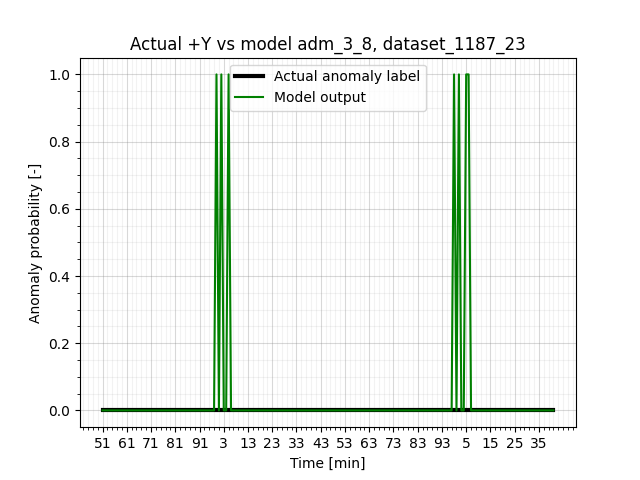 Actual +Y vs model adm_3_8, dataset_1187_23
Actual anomaly label
Model output
1.0
0.8
0.6
0.4
0.2
0.0
Anomaly probability [-]
51 61 71 81 91 3 13 23 33 43 53 63 73 83 93 5 15 25 35
Time [min]